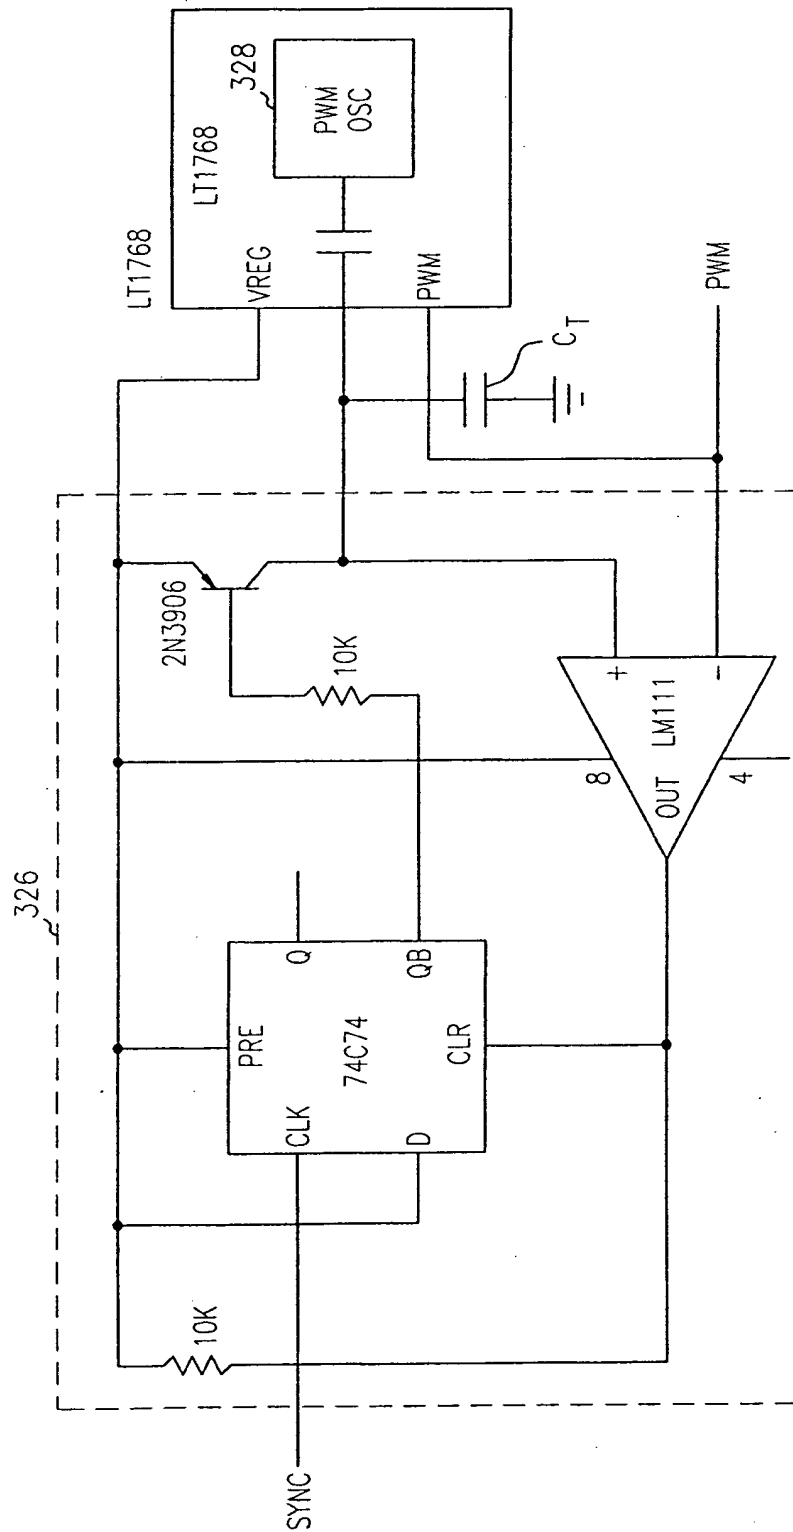 326
SYNC
10K
CLK
D
PRE
74C74
CLR
Q
QB
10K
2N3906
8
OUT
LM111
4
+
-
PWM
C_T
LT1768
LT1768
VREG
PWM
PWM
OSC
328